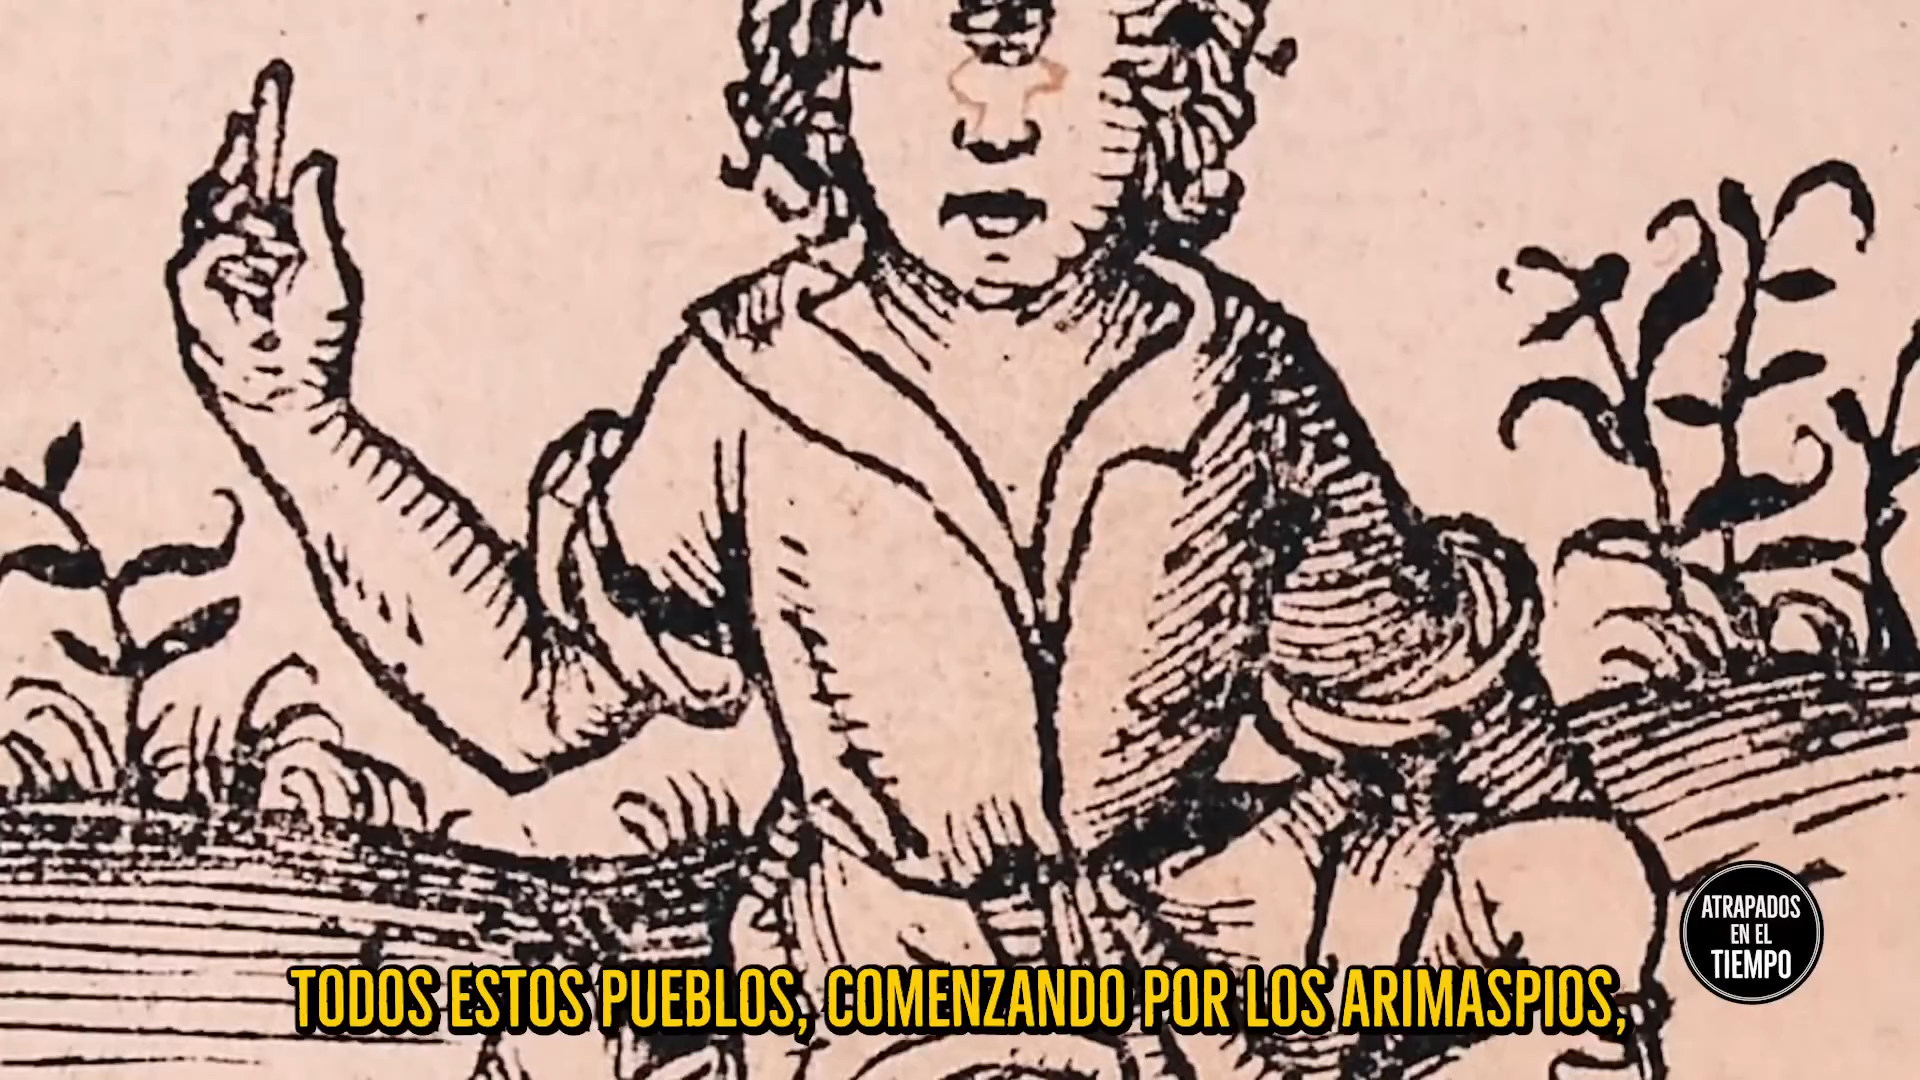 ATRAPADOS
EN EL
TIEMPO
TODOS ESTOS PUEBLOS, COMENZANDO POR LOS ARIMASPIOS,